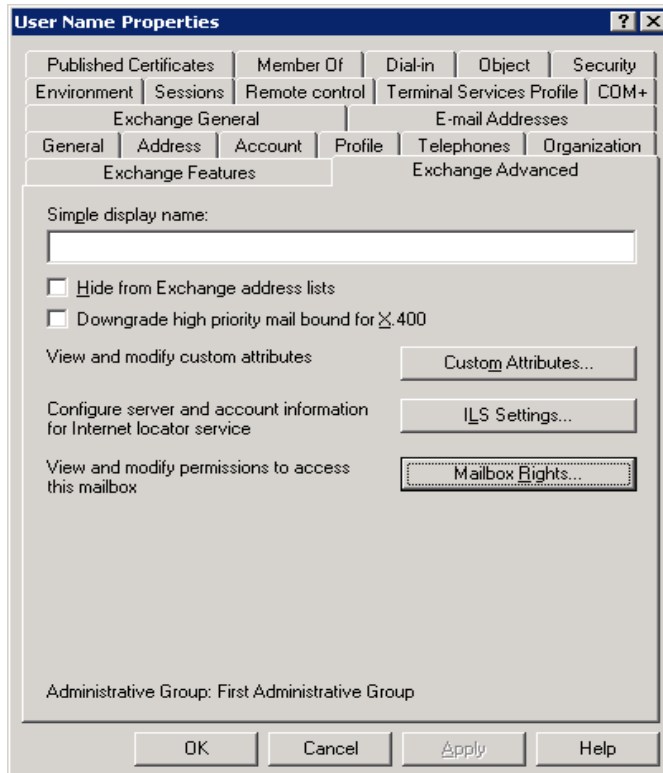 User Name Properties
Published Certificates Member Of Dial-in Object Security
Environment Sessions Remote control Terminal Services Profile COM+
Exchange General E-mail Addresses
General Address Account Profile Telephones Organization
Exchange Features Exchange Advanced
Simple display name:
Hide from Exchange address lists
Downgrade high priority mail bound for X.400
View and modify custom attributes
Custom Attributes...
Configure server and account information
for Internet locator service
ILS Settings...
View and modify permissions to access
this mailbox
Mailbox Rights...
Administrative Group: First Administrative Group
OK Cancel Apply Help